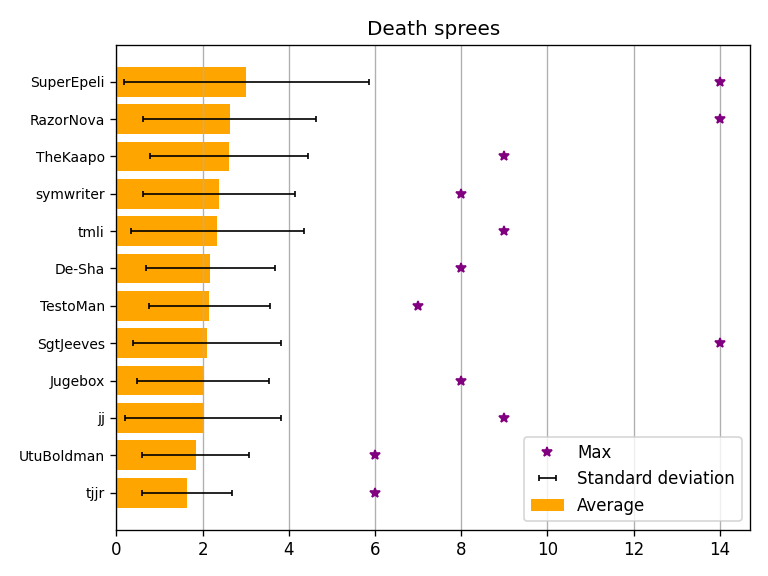 Death sprees
SuperEpeli
RazorNova
TheKaapo
symwriter
tmli
De-Sha
TestoMan
SgtJeeves
Jugebox
jj
UtuBoldman
tjjr
Max
Standard deviation
Average
0 2 4 6 8 10 12 14